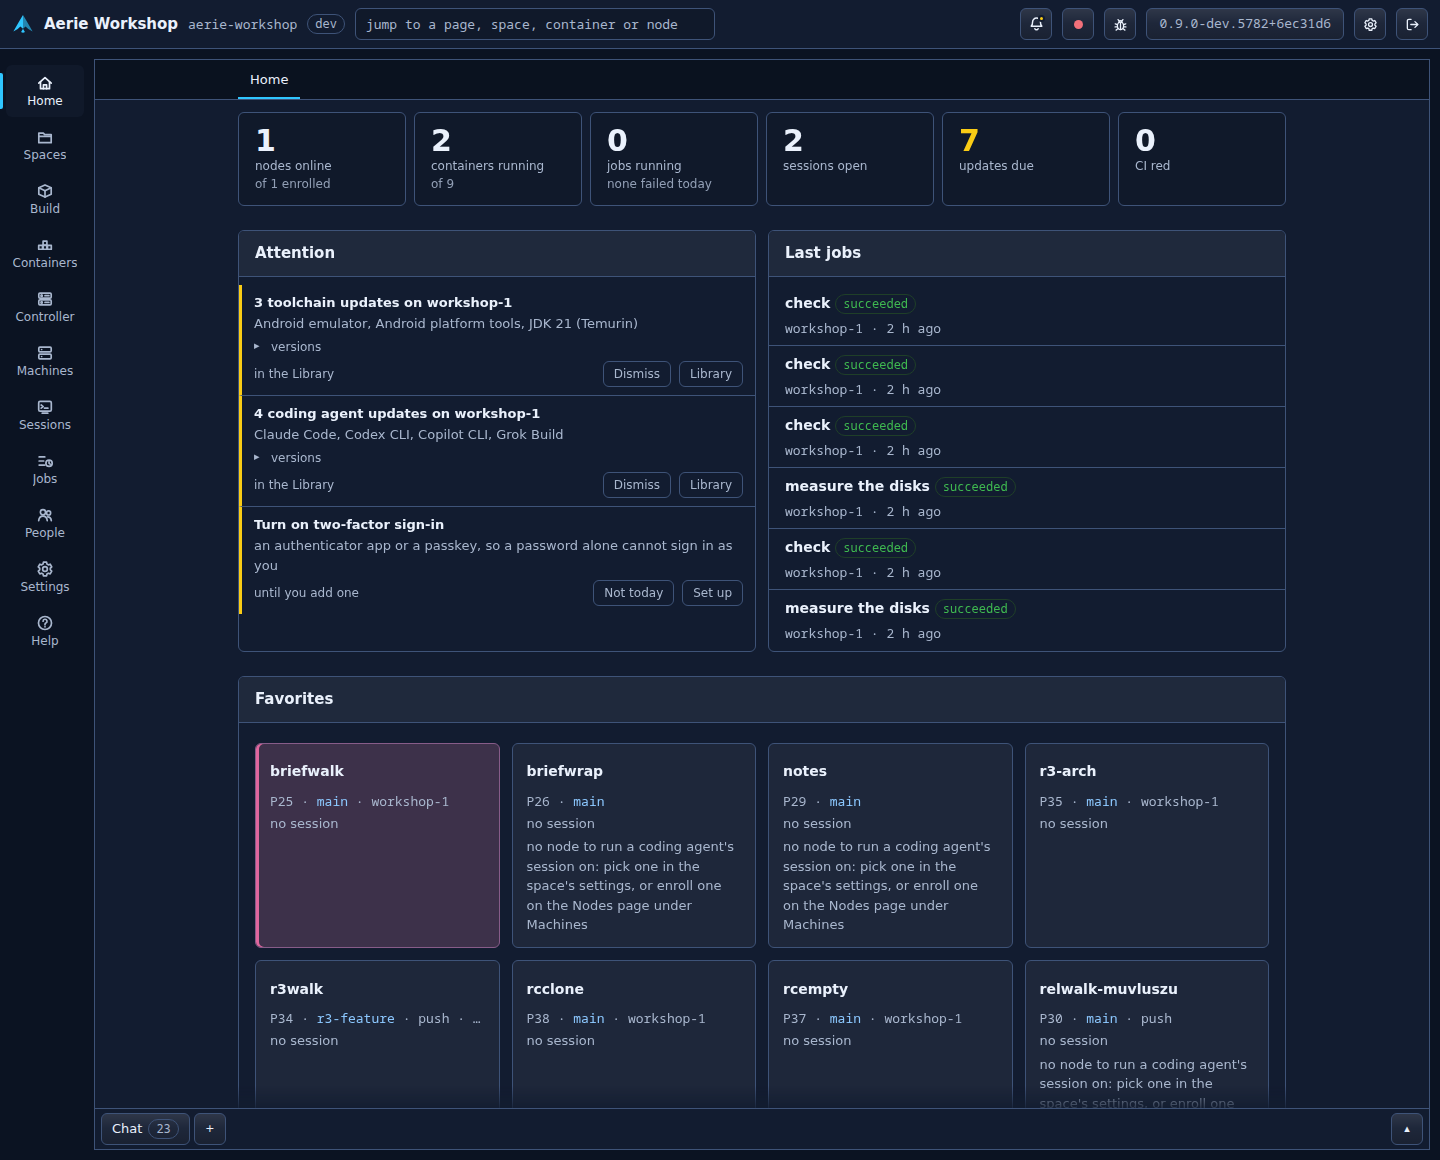 Aerie Workshop aerie-workshop dev jump to a page, space, container or node 0.9.0-dev.5782+6ec31d6
Home
Spaces
Build
Containers
Controller
Machines
Sessions
Jobs
People
Settings
Help
Home
1
nodes online
of 1 enrolled
2
containers running
of 9
0
jobs running
none failed today
2
sessions open
7
updates due
0
CI red
Attention
3 toolchain updates on workshop-1
Android emulator, Android platform tools, JDK 21 (Temurin)
▸ versions
in the Library Dismiss Library
4 coding agent updates on workshop-1
Claude Code, Codex CLI, Copilot CLI, Grok Build
▸ versions
in the Library Dismiss Library
Turn on two-factor sign-in
an authenticator app or a passkey, so a password alone cannot sign in as
you
until you add one Not today Set up
Last jobs
check succeeded
workshop-1 · 2 h ago
check succeeded
workshop-1 · 2 h ago
check succeeded
workshop-1 · 2 h ago
measure the disks succeeded
workshop-1 · 2 h ago
check succeeded
workshop-1 · 2 h ago
measure the disks succeeded
workshop-1 · 2 h ago
Favorites
briefwalk
P25 · main · workshop-1
no session
briefwrap
P26 · main
no session
no node to run a coding agent's
session on: pick one in the
space's settings, or enroll one
on the Nodes page under
Machines
notes
P29 · main
no session
no node to run a coding agent's
session on: pick one in the
space's settings, or enroll one
on the Nodes page under
Machines
r3-arch
P35 · main · workshop-1
no session
r3walk
P34 · r3-feature · push · …
no session
rcclone
P38 · main · workshop-1
no session
rcempty
P37 · main · workshop-1
no session
relwalk-muvluszu
P30 · main · push
no session
no node to run a coding agent's
session on: pick one in the
space's settings, or enroll one
Chat 23 + ▲